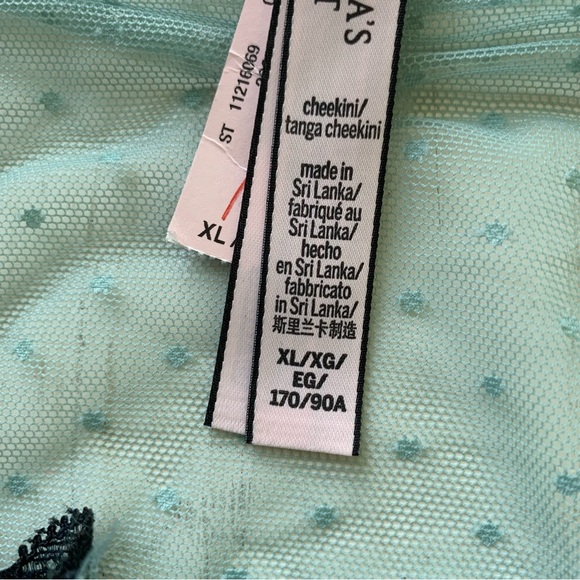 A'S
T
cheekini/
tanga cheekini
made in
Sri Lanka/
fabriqué au
Sri Lanka/
hecho
en Sri Lanka/
fabbricato
in Sri Lanka/
斯里兰卡制造
XL/XG/
EG/
170/90A
ST 11216069
XL